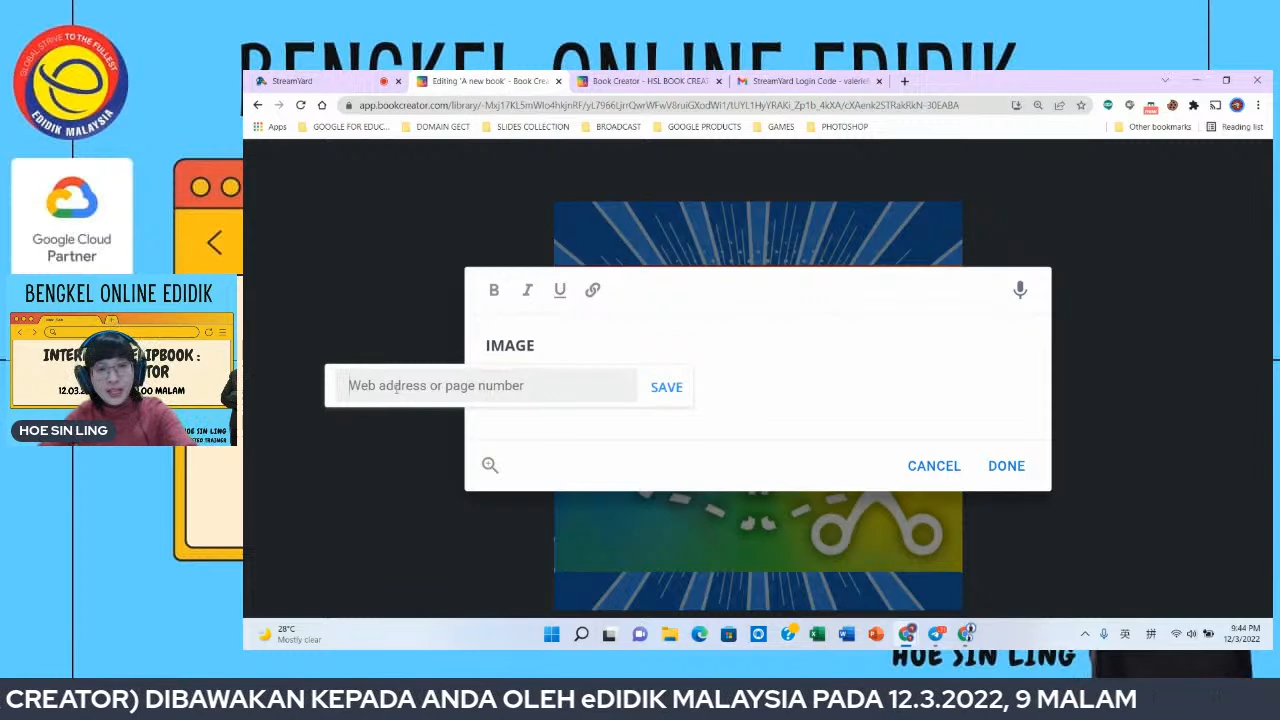 BENGKEL ONLINE EDIDIK
GLOBAL STRIVE TO THE FULLEST
EDIDIK MALAYSIA
Google Cloud
Partner
StreamYard
Editing 'A new book' - Book Crea
Book Creator - HSL BOOK CREAT
StreamYard Login Code - valerie
Apps
GOOGLE FOR EDUC...
DOMAIN GECT
SLIDES COLLECTION
BROADCAST
GOOGLE PRODUCTS
GAMES
PHOTOSHOP
Other bookmarks
Reading list
B I U
IMAGE
Web address or page number
SAVE
CANCEL
DONE
BENGKEL ONLINE EDIDIK
HOE SIN LING
28°C
Mostly clear
英
拼
9:44 PM
12/3/2022
HOE SIN LING
CREATOR) DIBAWAKAN KEPADA ANDA OLEH eDIDIK MALAYSIA PADA 12.3.2022, 9 MALAM